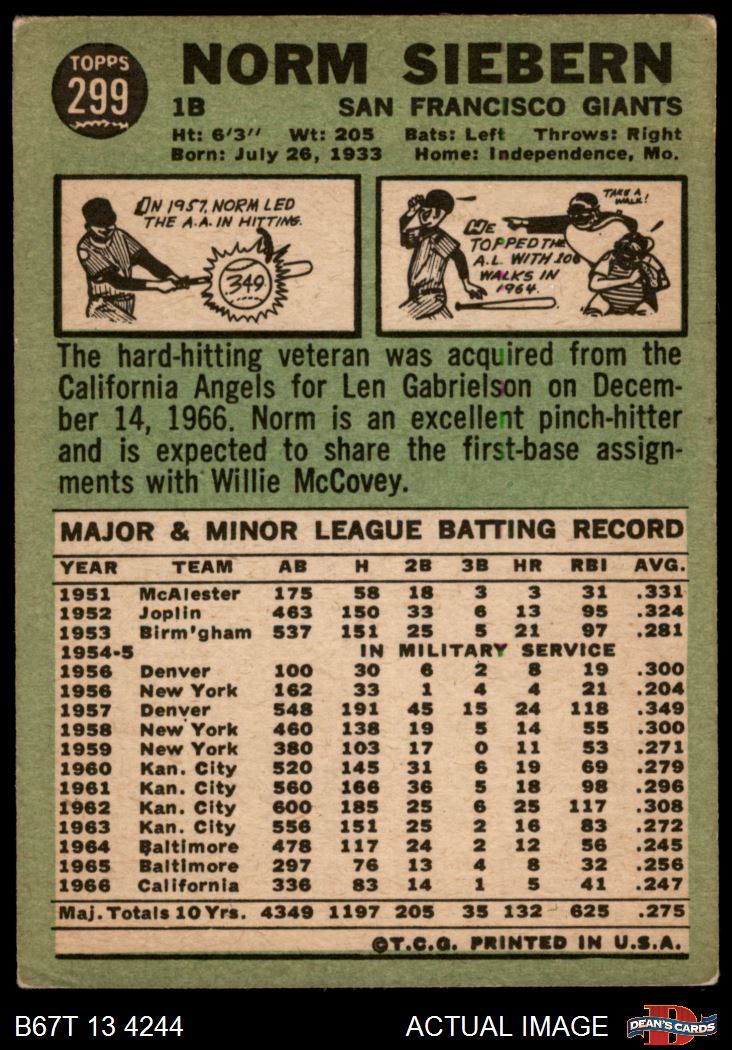 TOPPS
299
NORM SIEBERN
1B SAN FRANCISCO GIANTS
Ht: 6'3" Wt: 205 Bats: Left Throws: Right
Born: July 26, 1933 Home: Independence, Mo.
IN 1957, NORM LED
THE A.A. IN HITTING.
349
TAKE A
WALK!
HE
TOPPED THE
A.L. WITH 106
WALKS IN
1964.
The hard-hitting veteran was acquired from the
California Angels for Len Gabrielson on Decem-
ber 14, 1966. Norm is an excellent pinch-hitter
and is expected to share the first-base assign-
ments with Willie McCovey.
MAJOR & MINOR LEAGUE BATTING RECORD
YEAR TEAM AB H 2B 3B HR RBI AVG.
1951 McAlester 175 58 18 3 3 31 .331
1952 Joplin 463 150 33 6 13 95 .324
1953 Birm'gham 537 151 25 5 21 97 .281
1954-5 IN MILITARY SERVICE
1956 Denver 100 30 6 2 8 19 .300
1956 New York 162 33 1 4 4 21 .204
1957 Denver 548 191 45 15 24 118 .349
1958 New York 460 138 19 5 14 55 .300
1959 New York 380 103 17 0 11 53 .271
1960 Kan. City 520 145 31 6 19 69 .279
1961 Kan. City 560 166 36 5 18 98 .296
1962 Kan. City 600 185 25 6 25 117 .308
1963 Kan. City 556 151 25 2 16 83 .272
1964 Baltimore 478 117 24 2 12 56 .245
1965 Baltimore 297 76 13 4 8 32 .256
1966 California 336 83 14 1 5 41 .247
Maj. Totals 10 Yrs. 4349 1197 205 35 132 625 .275
©T.C.G. PRINTED IN U.S.A.
B67T 13 4244 ACTUAL IMAGE
D
DEAN'S CARDS